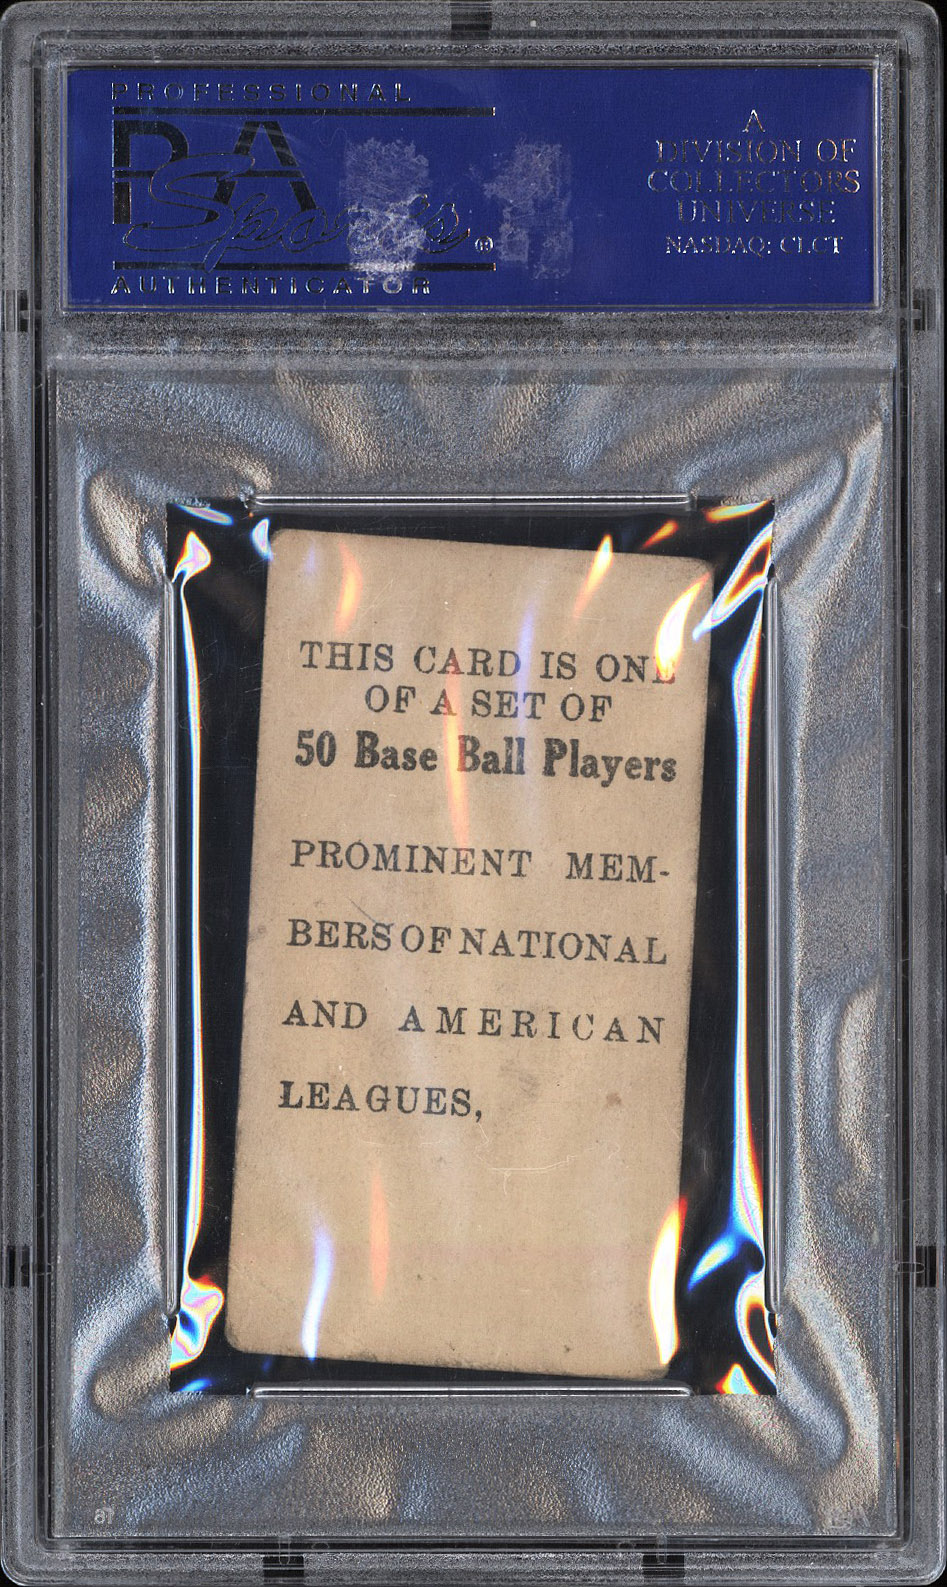 PROFESSIONAL
PSA
Sports®
AUTHENTICATOR
A
DIVISION OF
COLLECTORS
UNIVERSE
NASDAQ: CLCT
THIS CARD IS ONE
OF A SET OF
50 Base Ball Players
PROMINENT MEM-
BERS OF NATIONAL
AND AMERICAN
LEAGUES,